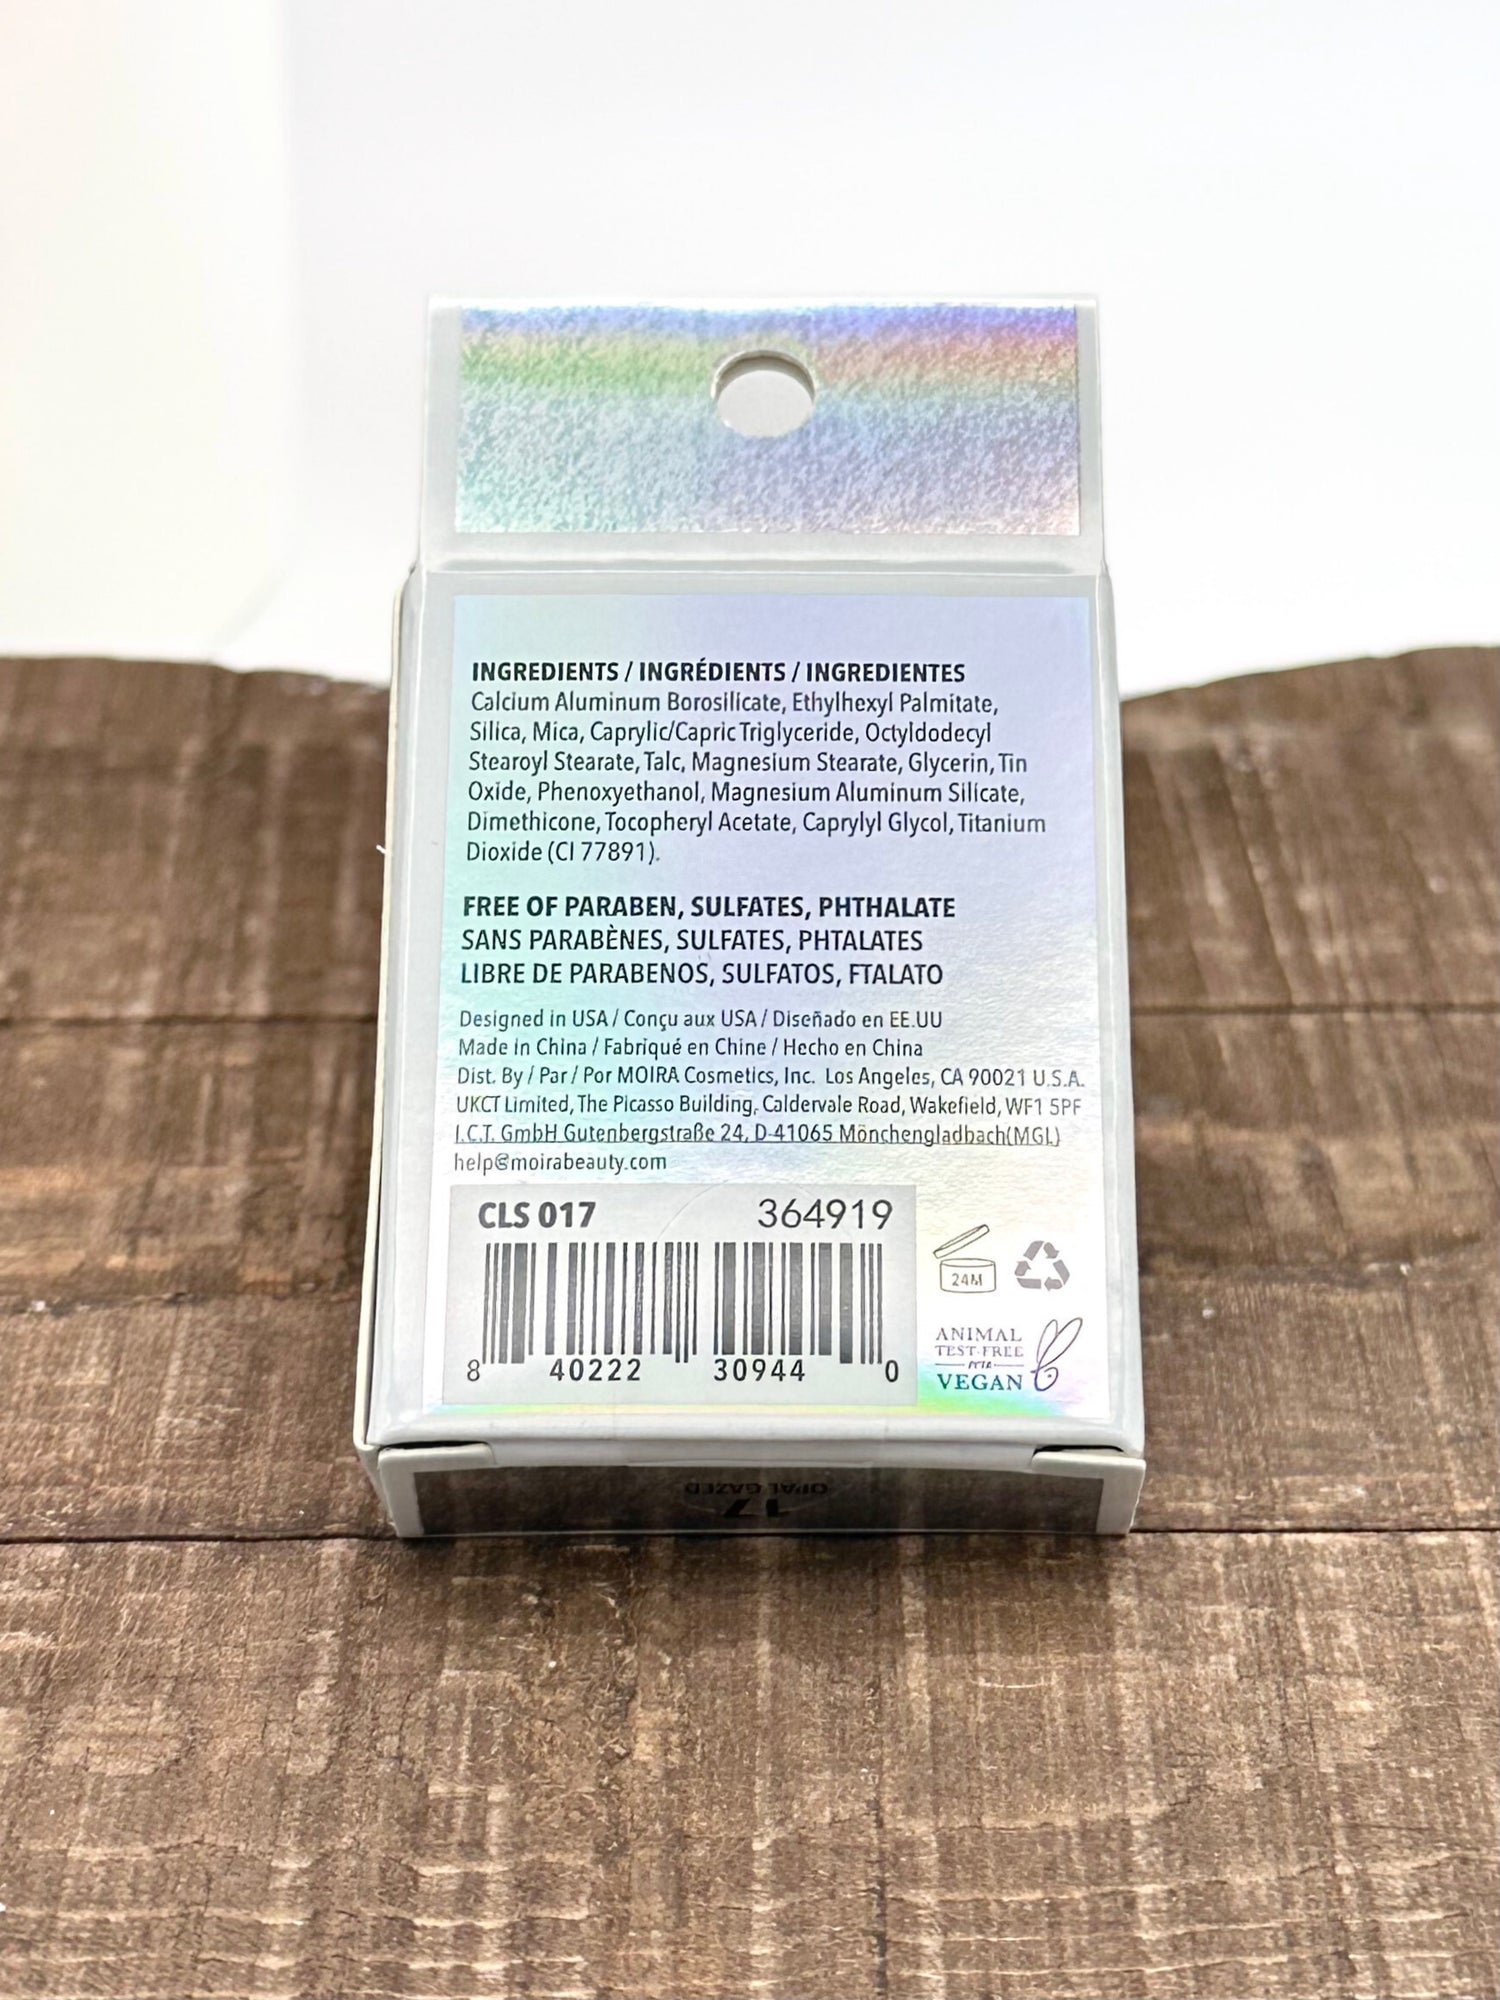 INGREDIENTS / INGRÉDIENTS / INGREDIENTES
Calcium Aluminum Borosilicate, Ethylhexyl Palmitate,
Silica, Mica, Caprylic/Capric Triglyceride, Octyldodecyl
Stearoyl Stearate, Talc, Magnesium Stearate, Glycerin, Tin
Oxide, Phenoxyethanol, Magnesium Aluminum Silicate,
Dimethicone, Tocopheryl Acetate, Caprylyl Glycol, Titanium
Dioxide (CI 77891).
FREE OF PARABEN, SULFATES, PHTHALATE
SANS PARABÈNES, SULFATES, PHTALATES
LIBRE DE PARABENOS, SULFATOS, FTALATO
Designed in USA / Conçu aux USA / Diseñado en EE.UU
Made in China / Fabriqué en Chine / Hecho en China
Dist. By / Par / Por MOIRA Cosmetics, Inc. Los Angeles, CA 90021 U.S.A.
UKCT Limited, The Picasso Building, Caldervale Road, Wakefield, WF1 5PF
I.C.T. GmbH Gutenbergstraße 24, D-41065 Mönchengladbach(MGL)
help@moirabeauty.com
CLS 017 364919
8 40222 30944 0
24M
ANIMAL
TEST-FREE
PETA
VEGAN
17
OPAL GAZED